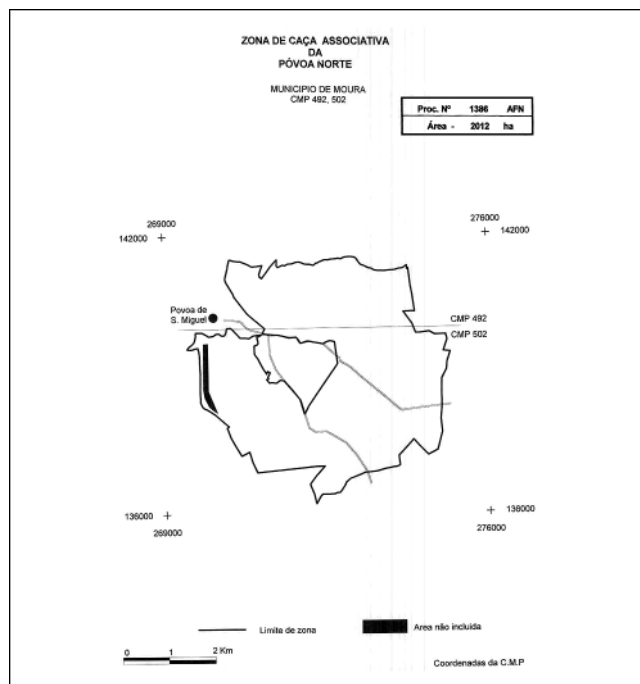 ZONA DE CAÇA ASSOCIATIVA
DA
PÓVOA NORTE
MUNICIPIO DE MOURA
CMP 492, 502
Proc. Nº 1386 AFN
Área - 2012 ha
269000
142000
276000
142000
Povoa de
S. Miguel
CMP 492
CMP 502
136000
269000
136000
276000
Limite de zona
Area não incluida
0 1 2 Km
Coordenadas da C.M.P